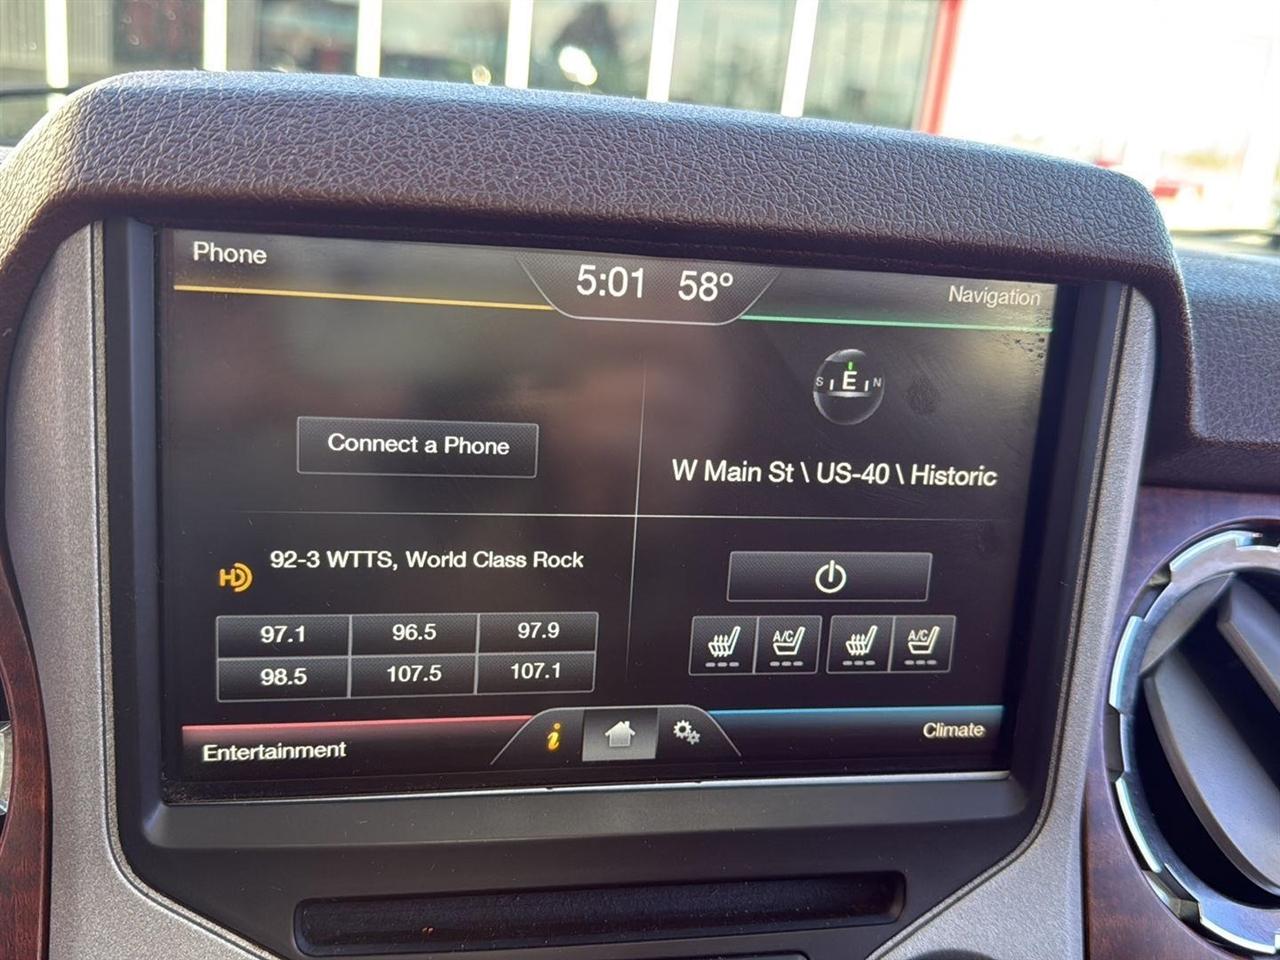 Phone
5:01 58º
Navigation
S E N
Connect a Phone
W Main St \ US-40 \ Historic
HD
92-3 WTTS, World Class Rock
97.1 96.5 97.9
98.5 107.5 107.1
A/C A/C
Entertainment
i
Climate